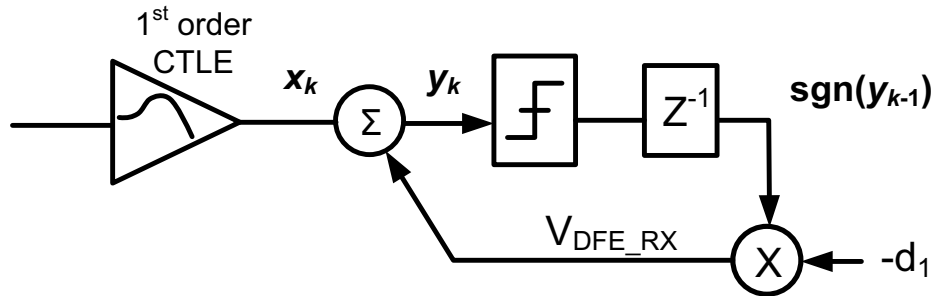 1st order
CTLE
xk
yk
Σ
Z-1
sgn(yk-1)
VDFE_RX
X
-d1